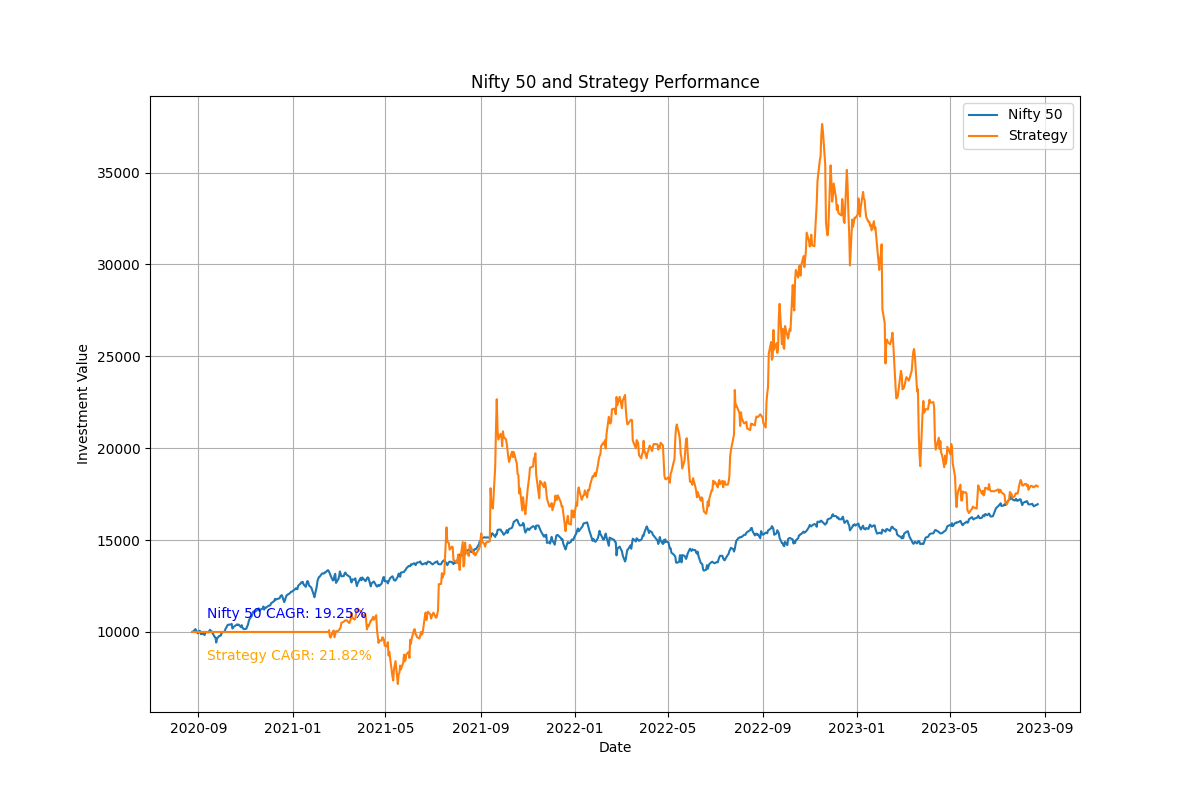 Nifty 50 and Strategy Performance
Nifty 50
Strategy
35000
30000
25000
20000
15000
10000
Investment Value
Nifty 50 CAGR: 19.25%
Strategy CAGR: 21.82%
2020-09
2021-01
2021-05
2021-09
2022-01
2022-05
2022-09
2023-01
2023-05
2023-09
Date